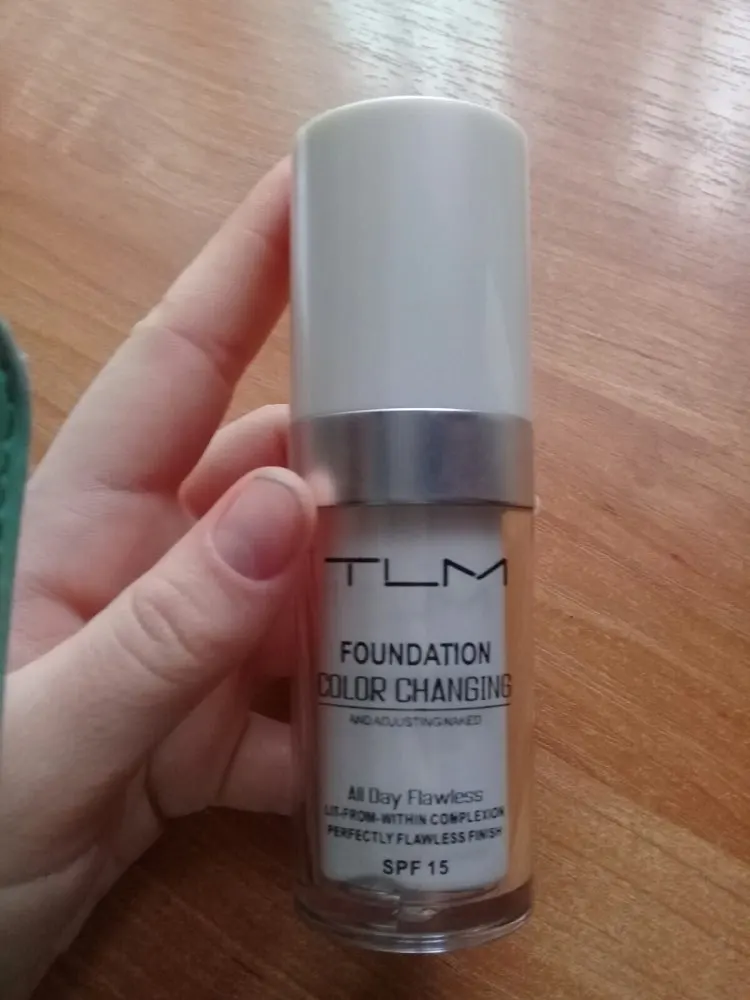 TLM
FOUNDATION
COLOR CHANGING
AND ADJUSTING NAKED
All Day Flawless
LIT-FROM-WITHIN COMPLEXION
PERFECTLY FLAWLESS FINISH
SPF 15